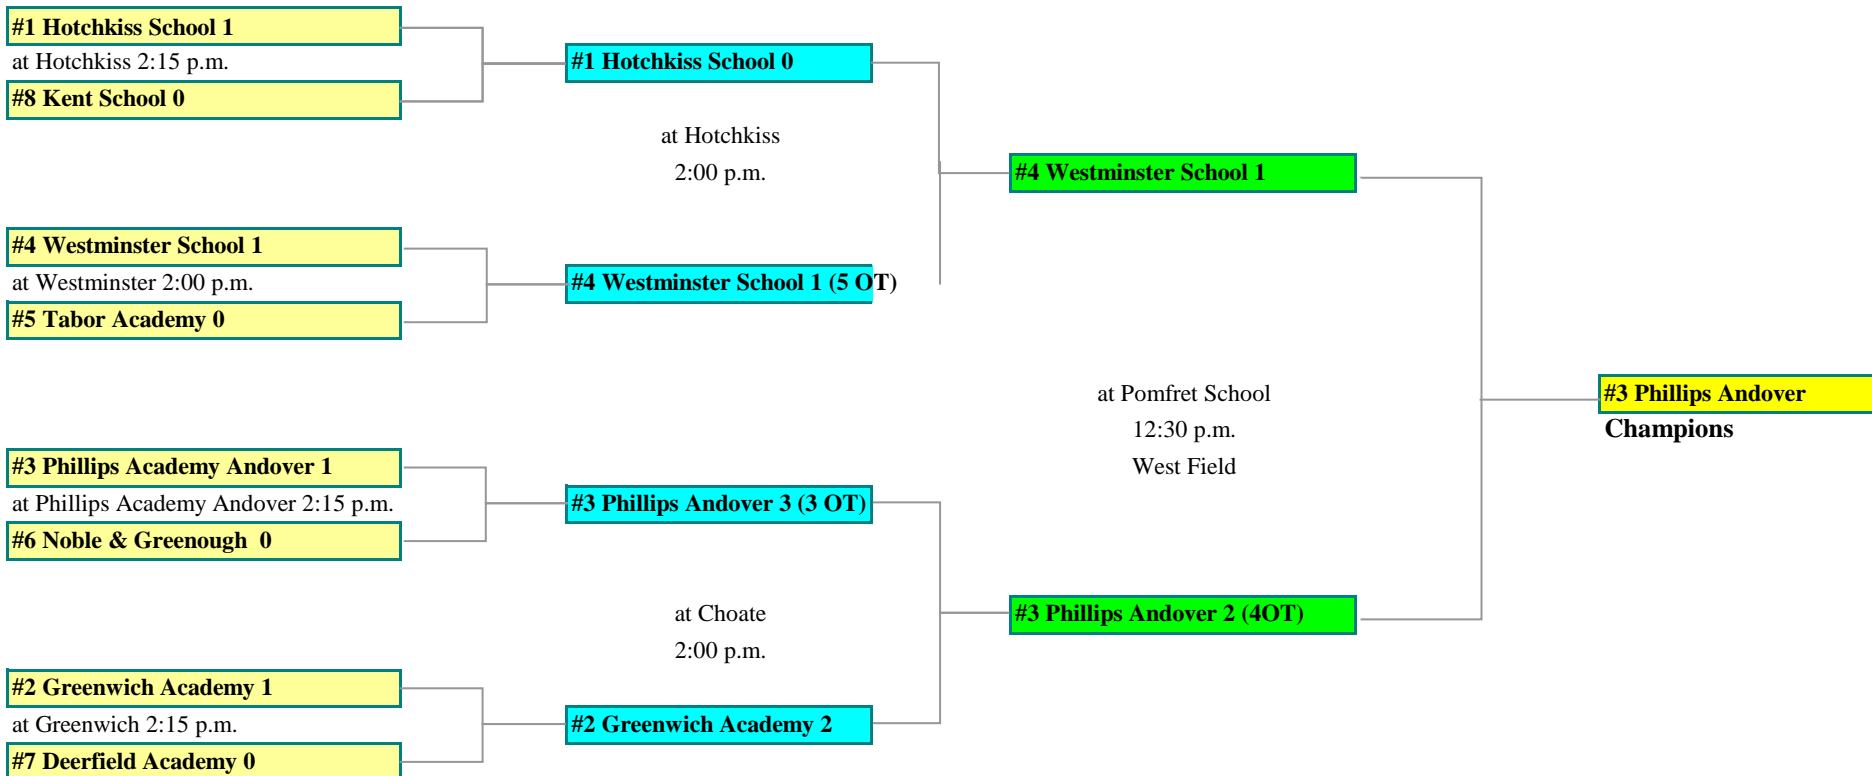 #1 Hotchkiss School 1
at Hotchkiss 2:15 p.m.
#8 Kent School 0
#1 Hotchkiss School 0
at Hotchkiss
2:00 p.m.
#4 Westminster School 1
#4 Westminster School 1
at Westminster 2:00 p.m.
#5 Tabor Academy 0
#4 Westminster School 1 (5 OT)
at Pomfret School
12:30 p.m.
West Field
#3 Phillips Andover
Champions
#3 Phillips Academy Andover 1
at Phillips Academy Andover 2:15 p.m.
#6 Noble & Greenough  0
#3 Phillips Andover 3 (3 OT)
at Choate
2:00 p.m.
#3 Phillips Andover 2 (4OT)
#2 Greenwich Academy 1
at Greenwich 2:15 p.m.
#7 Deerfield Academy 0
#2 Greenwich Academy 2